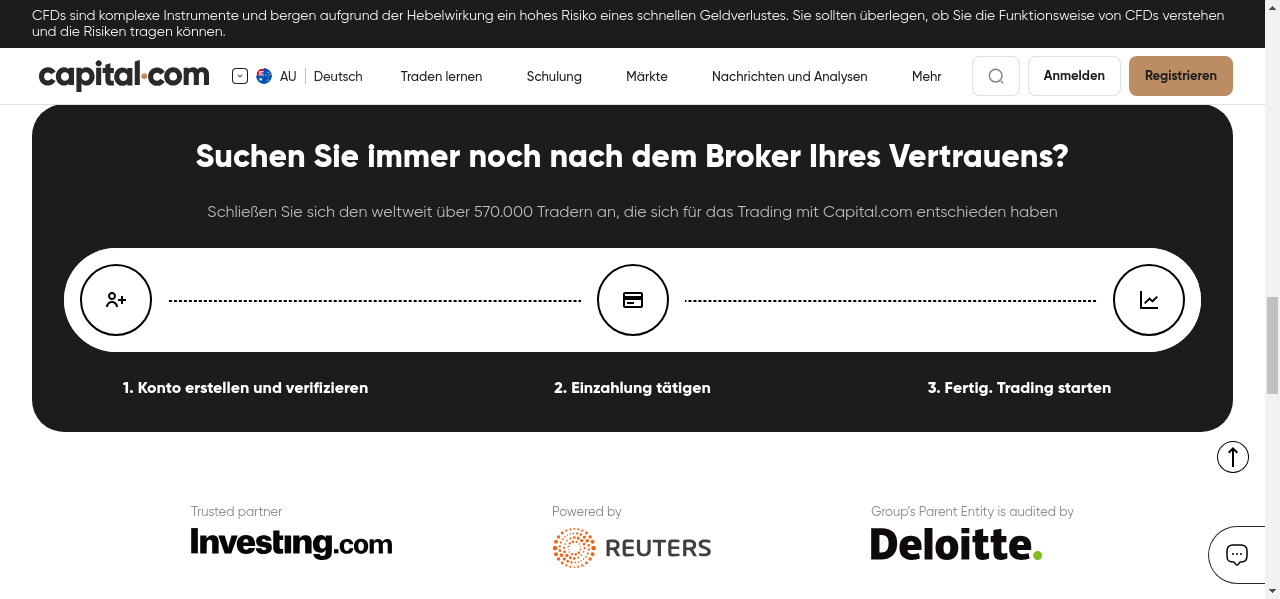 CFDs sind komplexe Instrumente und bergen aufgrund der Hebelwirkung ein hohes Risiko eines schnellen Geldverlustes. Sie sollten überlegen, ob Sie die Funktionsweise von CFDs verstehen
und die Risiken tragen können.
capital.com AU Deutsch Traden lernen Schulung Märkte Nachrichten und Analysen Mehr Anmelden Registrieren
Suchen Sie immer noch nach dem Broker Ihres Vertrauens?
Schließen Sie sich den weltweit über 570.000 Tradern an, die sich für das Trading mit Capital.com entschieden haben
1. Konto erstellen und verifizieren 2. Einzahlung tätigen 3. Fertig. Trading starten
Trusted partner Powered by Group's Parent Entity is audited by
Investing.com REUTERS Deloitte.